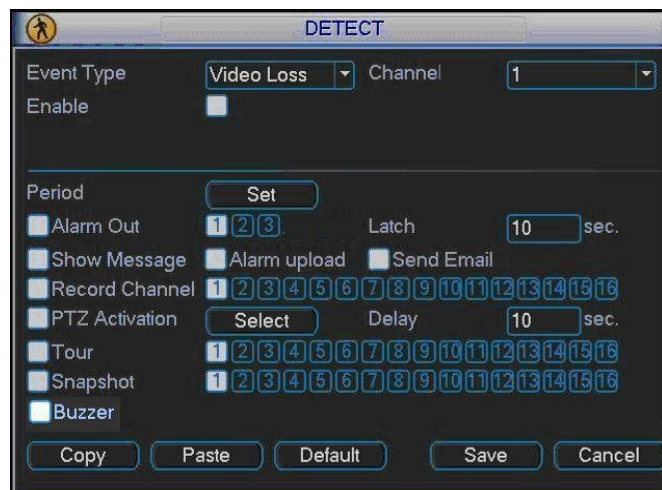 DETECT
Event Type Video Loss Channel 1
Enable
Period Set
Alarm Out 1 2 3 Latch 10 sec.
Show Message Alarm upload Send Email
Record Channel 1 2 3 4 5 6 7 8 9 10 11 12 13 14 15 16
PTZ Activation Select Delay 10 sec.
Tour 1 2 3 4 5 6 7 8 9 10 11 12 13 14 15 16
Snapshot 1 2 3 4 5 6 7 8 9 10 11 12 13 14 15 16
Buzzer
Copy Paste Default Save Cancel